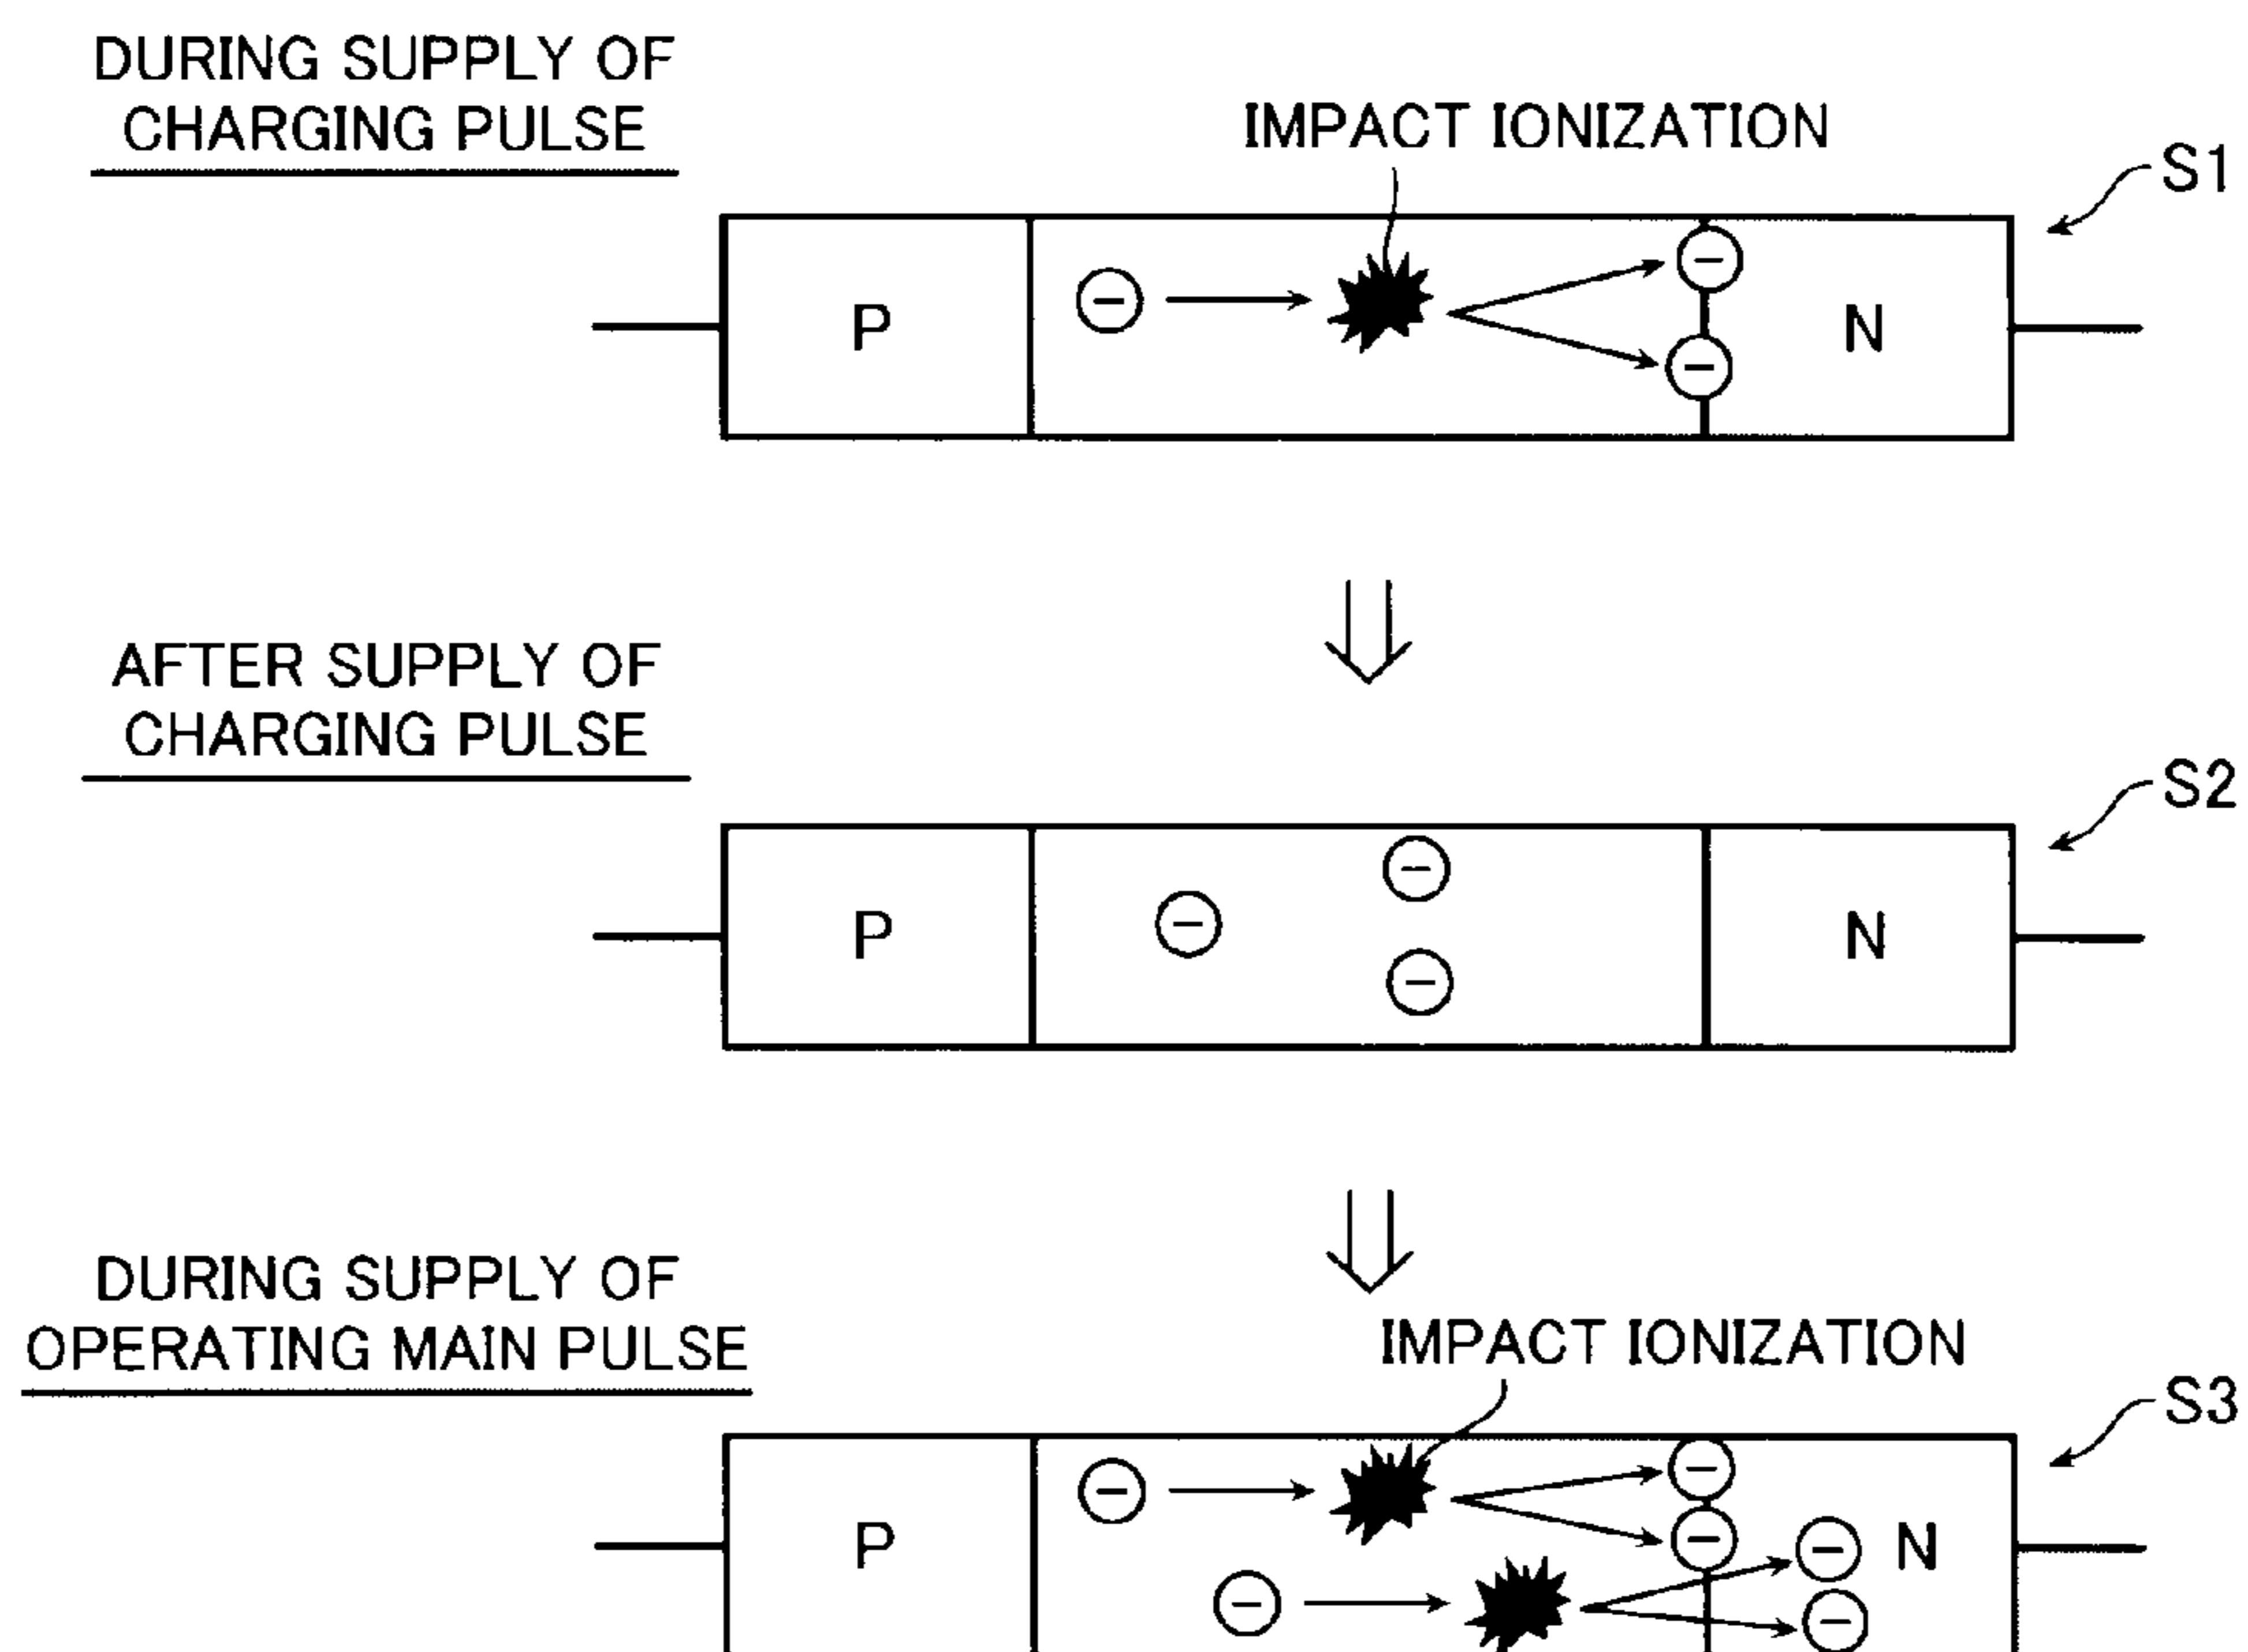 DURING SUPPLY OF
CHARGING PULSE
IMPACT IONIZATION
S1
P
N
AFTER SUPPLY OF
CHARGING PULSE
S2
P
N
DURING SUPPLY OF
OPERATING MAIN PULSE
IMPACT IONIZATION
S3
P
N